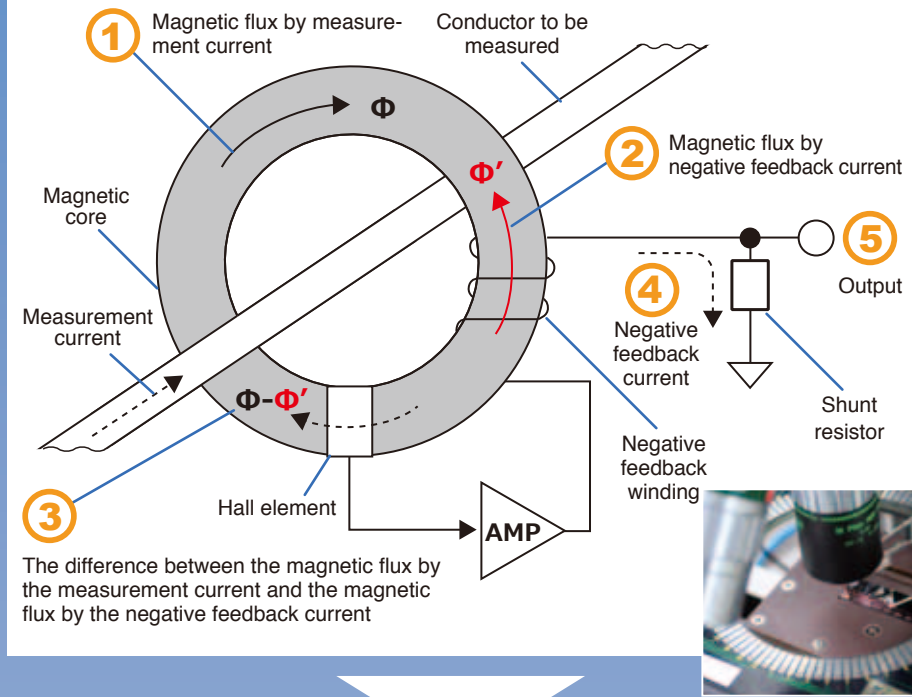 1
Magnetic flux by measure-
ment current
Conductor to be
measured
Φ
2
Magnetic flux by
negative feedback current
Φ′
Magnetic
core
5
Output
4
Negative
feedback
current
Measurement
current
Φ-Φ′
Shunt
resistor
Negative
feedback
winding
3
Hall element
AMP
The difference between the magnetic flux by
the measurement current and the magnetic
flux by the negative feedback current